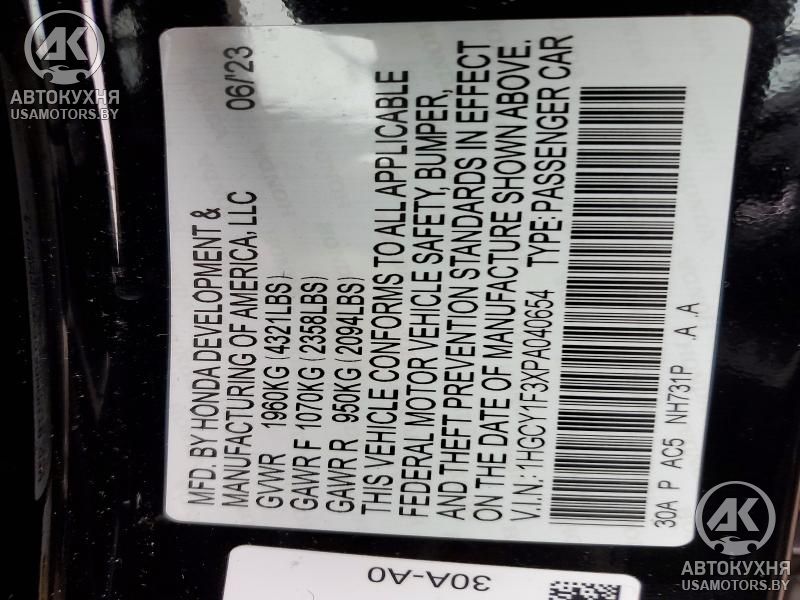 MFD. BY HONDA DEVELOPMENT &
MANUFACTURING OF AMERICA, LLC 06/'23
GVWR 1960KG (4321LBS)
GAWR F 1070KG (2358LBS)
GAWR R 950KG (2094LBS)
THIS VEHICLE CONFORMS TO ALL APPLICABLE
FEDERAL MOTOR VEHICLE SAFETY, BUMPER,
AND THEFT PREVENTION STANDARDS IN EFFECT
ON THE DATE OF MANUFACTURE SHOWN ABOVE.
V.I.N.: 1HGCY1F3XPA040654 TYPE:PASSENGER CAR
30A P AC5 NH731P .A .A
30A-A0
АК
АВТОКУХНЯ
USAMOTORS.BY
АК
АВТОКУХНЯ
USAMOTORS.BY